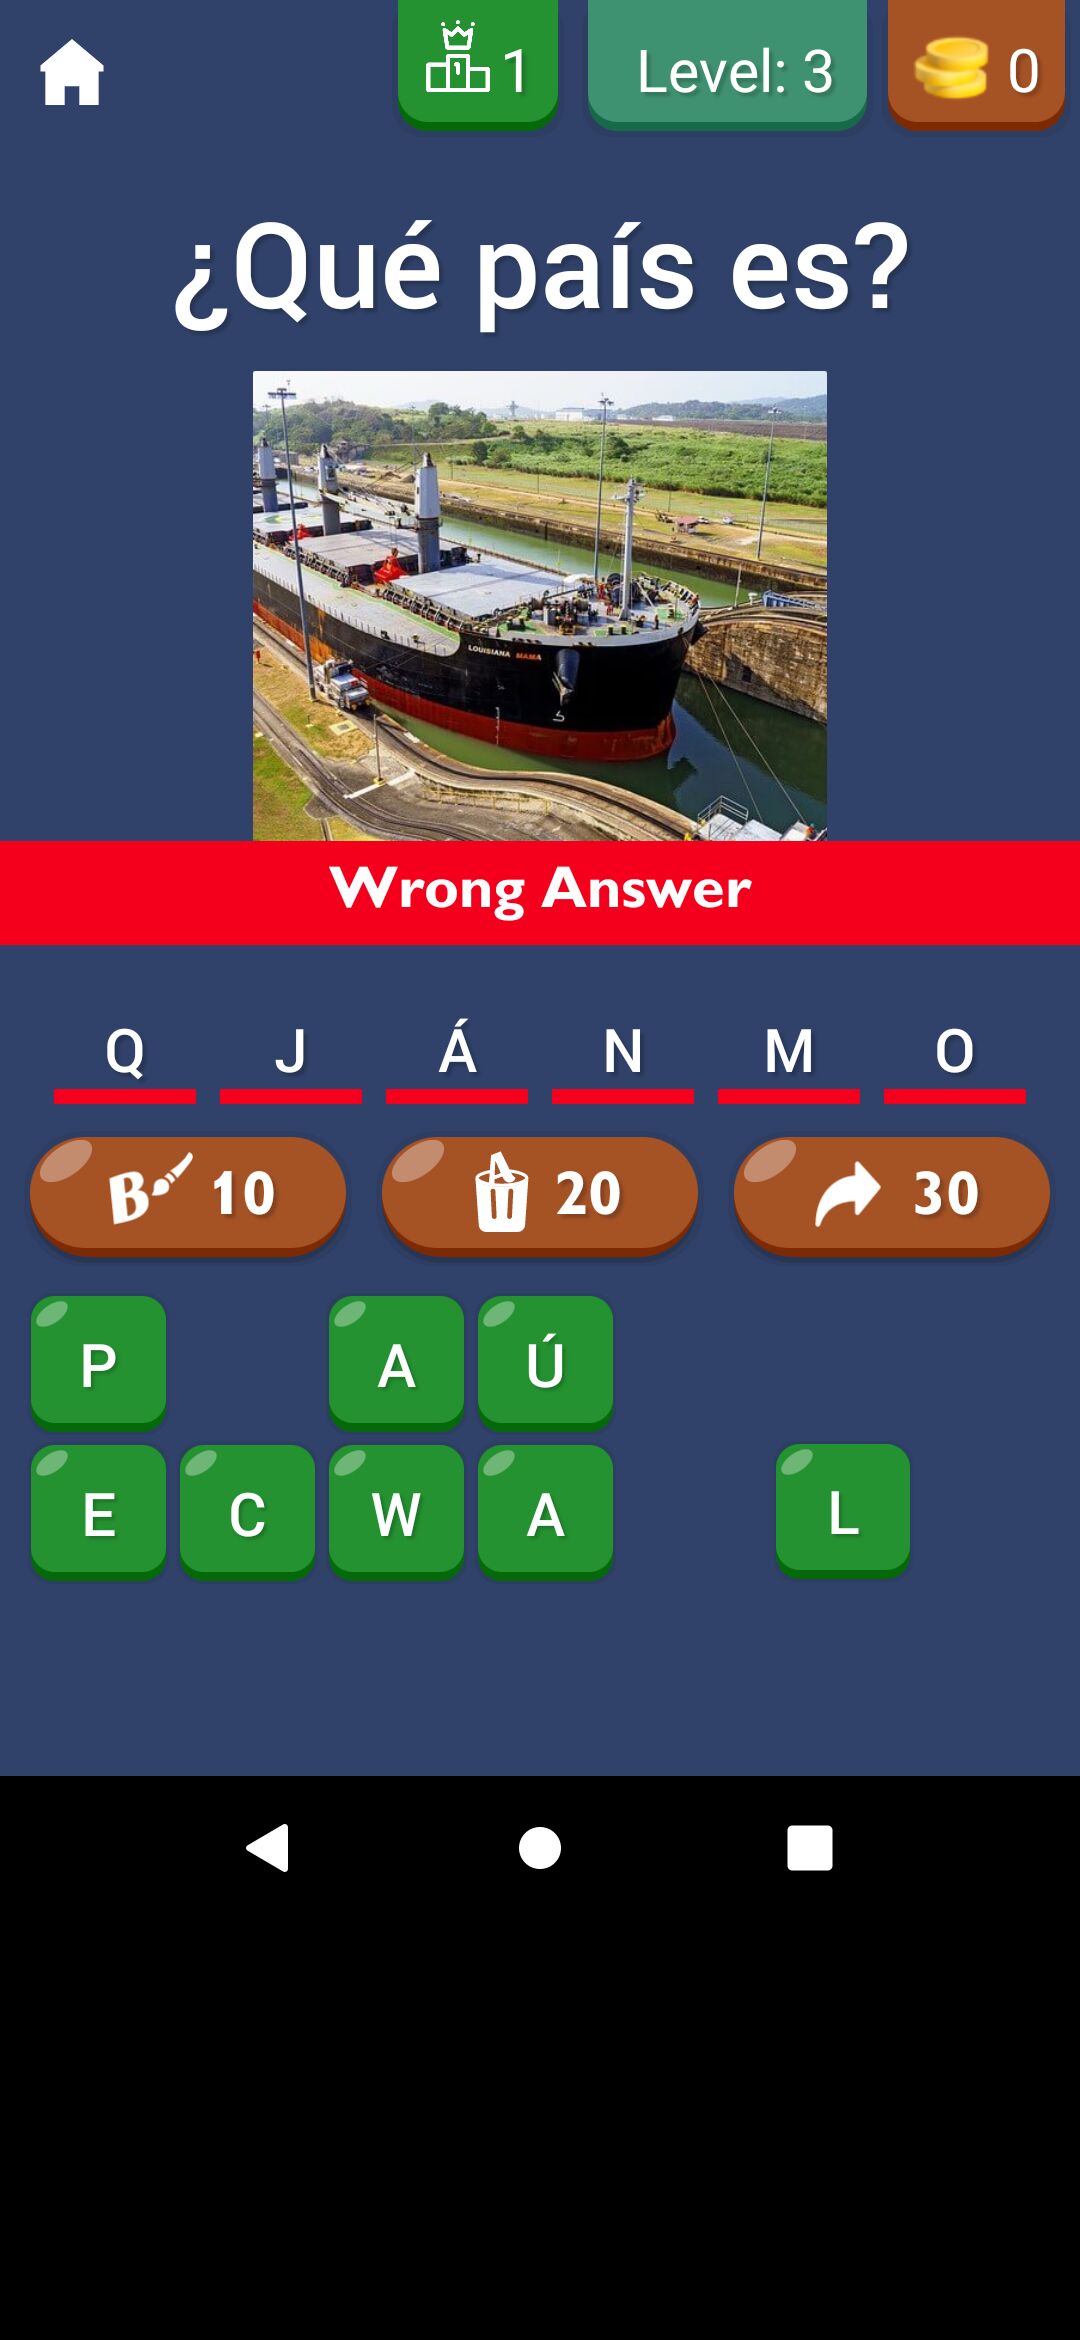 1 Level: 3 0
¿Qué país es?
LOUISIANA MAMA
Wrong Answer
Q J Á N M O
B 10 20 30
P A Ú
E C W A L